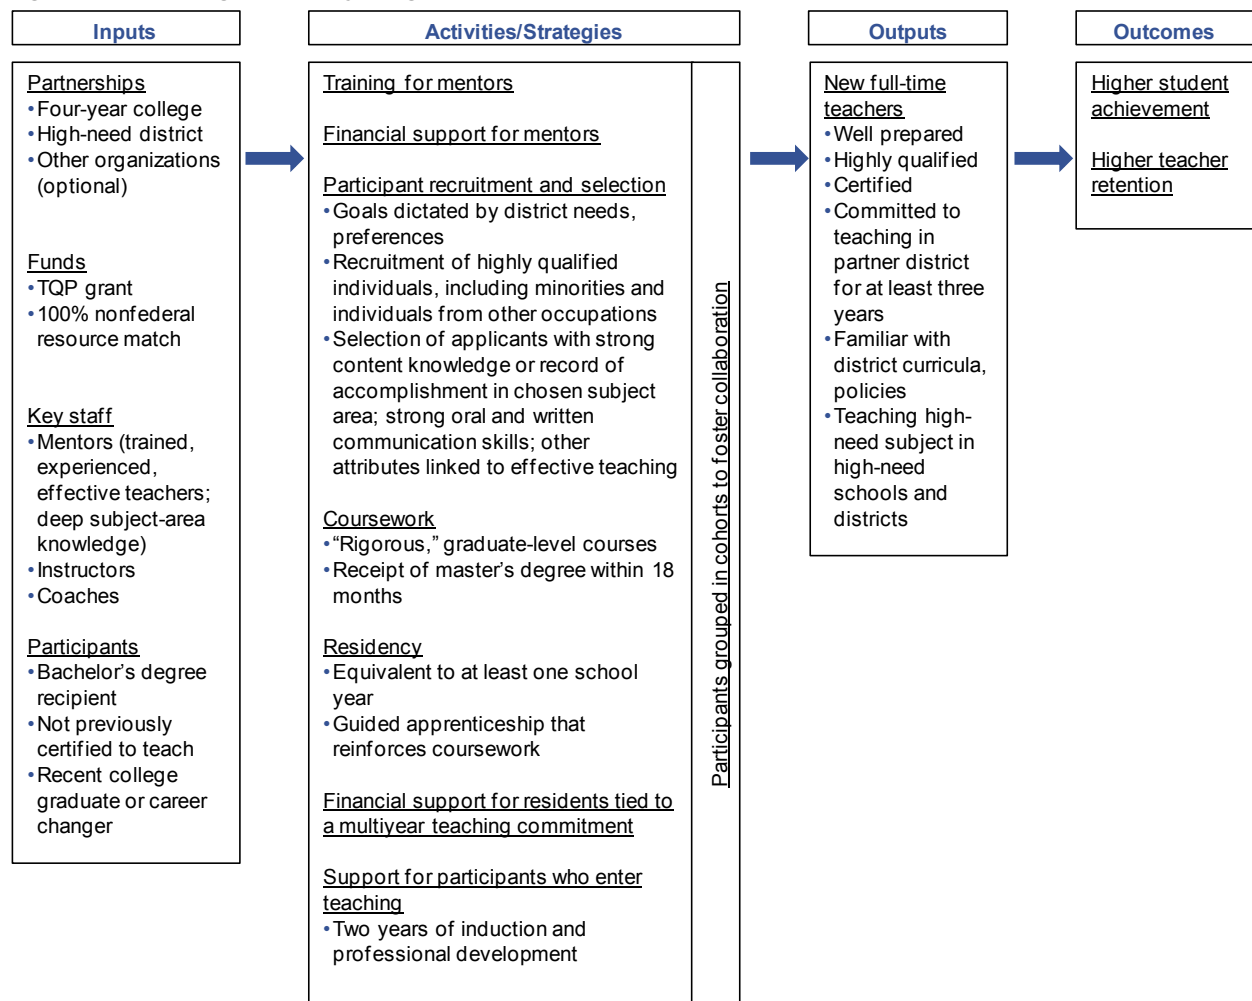 Inputs
Activities/Strategies
Outputs
Outcomes
Partnerships
•Four-year college
•High-need district
•Other organizations
(optional)
Funds
•TQP grant
•100% nonfederal
resource match
Key staff
•Mentors (trained,
experienced,
effective teachers;
deep subject-area
knowledge)
•Instructors
•Coaches
Participants
•Bachelor's degree
recipient
•Not previously
certified to teach
•Recent college
graduate or career
changer
Training for mentors
Financial support for mentors
Participant recruitment and selection
•Goals dictated by district needs,
preferences
•Recruitment of highly qualified
individuals, including minorities and
individuals from other occupations
•Selection of applicants with strong
content knowledge or record of
accomplishment in chosen subject
area; strong oral and written
communication skills; other
attributes linked to effective teaching
Coursework
•“Rigorous,” graduate-level courses
•Receipt of master's degree within 18
months
Residency
•Equivalent to at least one school
year
•Guided apprenticeship that
reinforces coursework
Financial support for residents tied to
a multiyear teaching commitment
Support for participants who enter
teaching
•Two years of induction and
professional development
Participants grouped in cohorts to foster collaboration
New full-time
teachers
•Well prepared
•Highly qualified
•Certified
•Committed to
teaching in
partner district
for at least three
years
•Familiar with
district curricula,
policies
•Teaching high-
need subject in
high-need
schools and
districts
Higher student
achievement
Higher teacher
retention